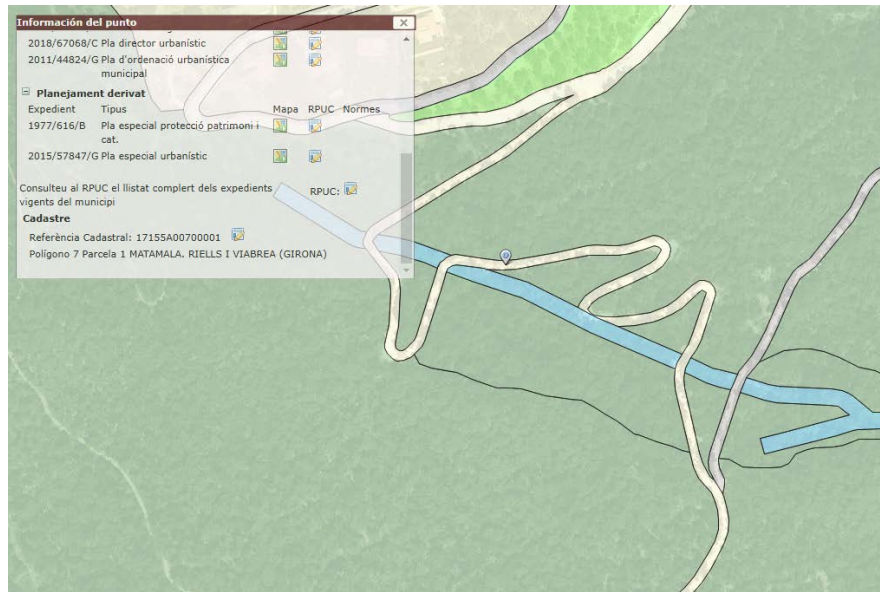 Información del punto
2018/67068/C Pla director urbanístic
2011/44824/G Pla d'ordenació urbanística
municipal
Planejament derivat
Expedient Tipus Mapa RPUC Normes
1977/616/B Pla especial protecció patrimoni i
cat.
2015/57847/G Pla especial urbanístic
Consulteu al RPUC el llistat complert dels expedients
vigents del municipi
RPUC:
Cadastre
Referència Cadastral: 17155A00700001
Polígono 7 Parcela 1 MATAMALA. RIELLS I VIABREA (GIRONA)